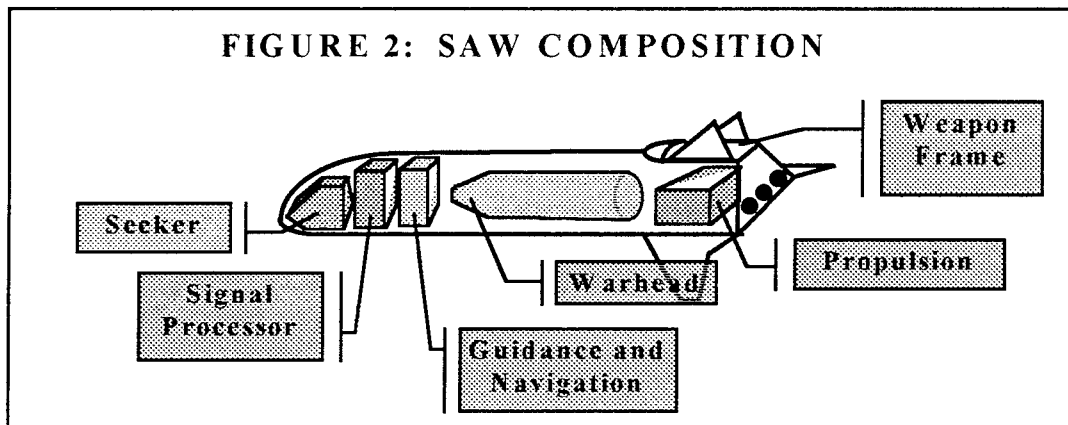 FIGURE 2: SAW COMPOSITION
Weapon
Frame
Seeker
Propulsion
Warhead
Signal
Processor
Guidance and
Navigation